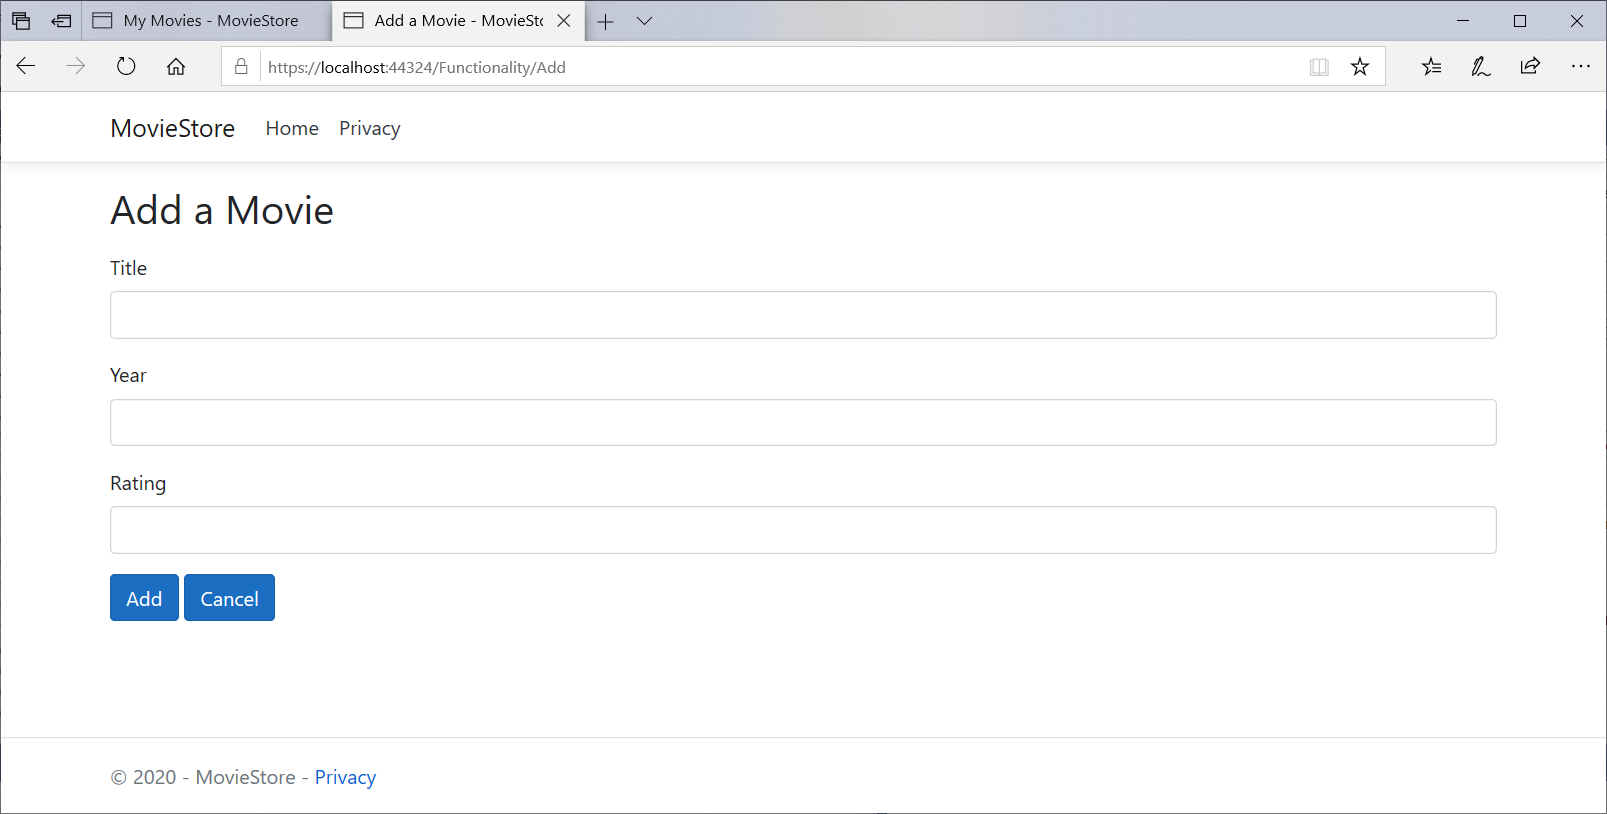 My Movies - MovieStore
Add a Movie - MovieSto
https://localhost:44324/Functionality/Add
MovieStore Home Privacy
Add a Movie
Title
Year
Rating
Add Cancel
© 2020 - MovieStore - Privacy